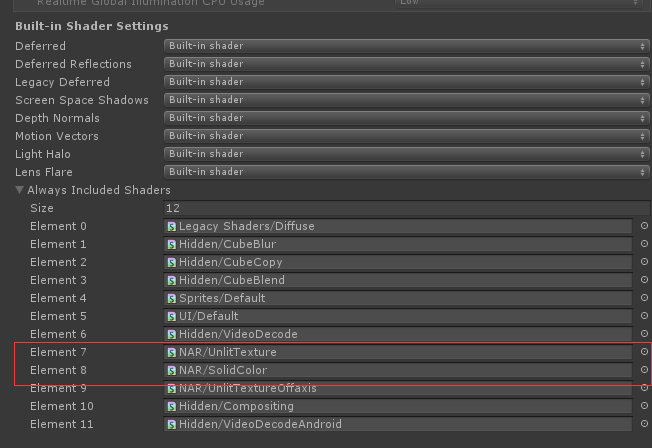 Realtime Global Illumination CPU Usage Low
Built-in Shader Settings
Deferred Built-in shader
Deferred Reflections Built-in shader
Legacy Deferred Built-in shader
Screen Space Shadows Built-in shader
Depth Normals Built-in shader
Motion Vectors Built-in shader
Light Halo Built-in shader
Lens Flare Built-in shader
Always Included Shaders
Size 12
Element 0 Legacy Shaders/Diffuse
Element 1 Hidden/CubeBlur
Element 2 Hidden/CubeCopy
Element 3 Hidden/CubeBlend
Element 4 Sprites/Default
Element 5 UI/Default
Element 6 Hidden/VideoDecode
Element 7 NAR/UnlitTexture
Element 8 NAR/SolidColor
Element 9 NAR/UnlitTextureOffaxis
Element 10 Hidden/Compositing
Element 11 Hidden/VideoDecodeAndroid